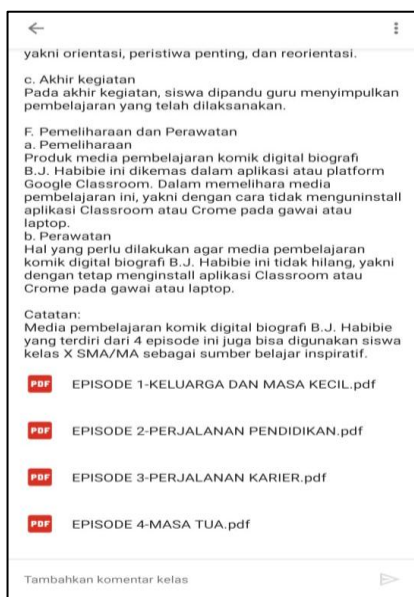 yakni orientasi, peristiwa penting, dan reorientasi.
c. Akhir kegiatan
Pada akhir kegiatan, siswa dipandu guru menyimpulkan
pembelajaran yang telah dilaksanakan.
F. Pemeliharaan dan Perawatan
a. Pemeliharaan
Produk media pembelajaran komik digital biografi
B.J. Habibie ini dikemas dalam aplikasi atau platform
Google Classroom. Dalam memelihara media
pembelajaran ini, yakni dengan cara tidak menguninstall
aplikasi Classroom atau Crome pada gawai atau
laptop.
b. Perawatan
Hal yang perlu dilakukan agar media pembelajaran
komik digital biografi B.J. Habibie ini tidak hilang, yakni
dengan tetap menginstall aplikasi Classroom atau
Crome pada gawai atau laptop.
Catatan:
Media pembelajaran komik digital biografi B.J. Habibie
yang terdiri dari 4 episode ini juga bisa digunakan siswa
kelas X SMA/MA sebagai sumber belajar inspiratif.
PDF EPISODE 1-KELUARGA DAN MASA KECIL.pdf
PDF EPISODE 2-PERJALANAN PENDIDIKAN.pdf
PDF EPISODE 3-PERJALANAN KARIER.pdf
PDF EPISODE 4-MASA TUA.pdf
Tambahkan komentar kelas